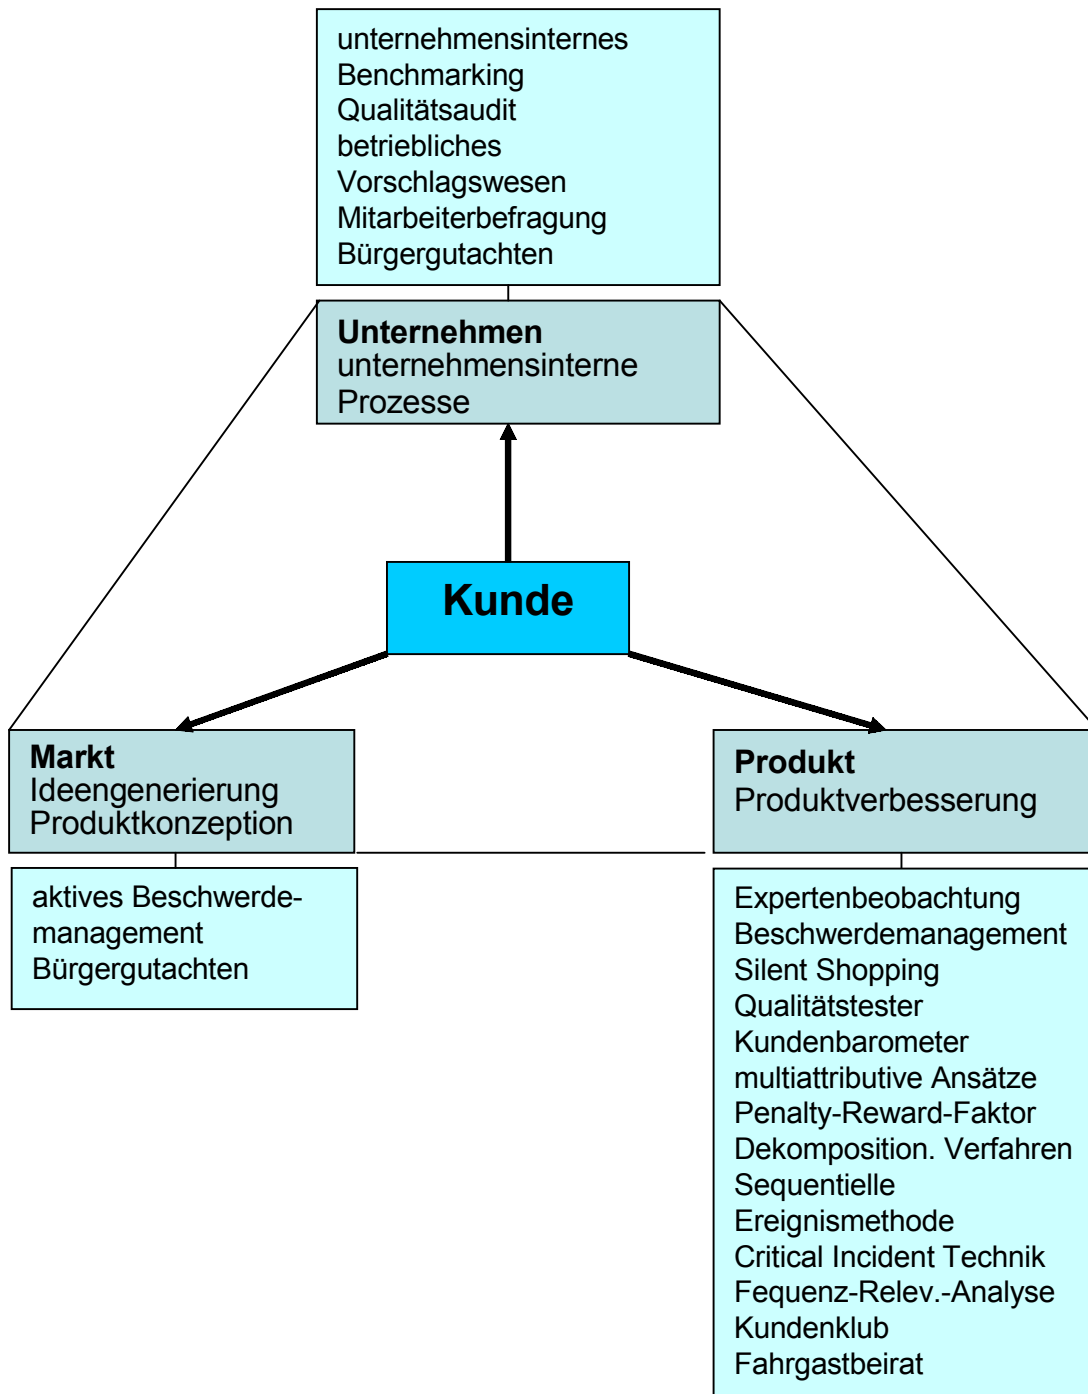 unternehmensinternes
Benchmarking
Qualitätsaudit
betriebliches
Vorschlagswesen
Mitarbeiterbefragung
Bürgergutachten
Unternehmen
unternehmensinterne
Prozesse
Kunde
Markt
Ideengenerierung
Produktkonzeption
aktives Beschwerde-
management
Bürgergutachten
Produkt
Produktverbesserung
Expertenbeobachtung
Beschwerdemanagement
Silent Shopping
Qualitätstester
Kundenbarometer
multiattributive Ansätze
Penalty-Reward-Faktor
Dekomposition. Verfahren
Sequentielle
Ereignismethode
Critical Incident Technik
Fequenz-Relev.-Analyse
Kundenklub
Fahrgastbeirat